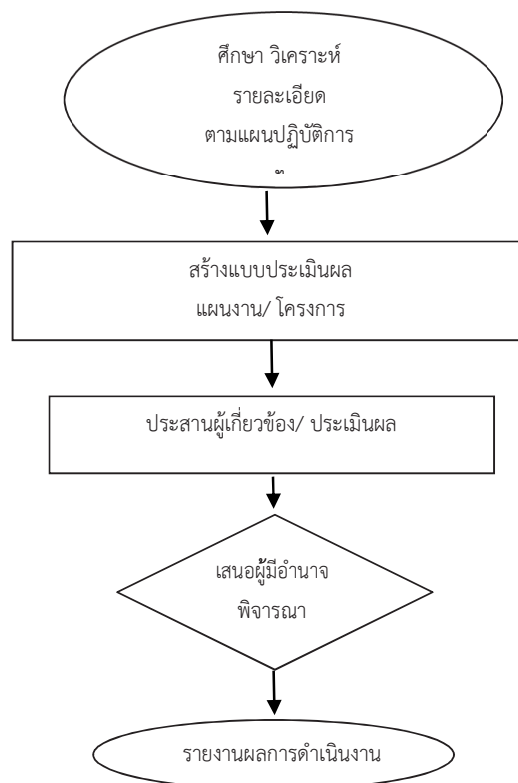 ศึกษา วิเคราะห์
รายละเอียด
ตามแผนปฏิบัติการ
สร้างแบบประเมินผล
แผนงาน/ โครงการ
ประสานผู้เกี่ยวข้อง/ ประเมินผล
เสนอผู้มีอำนาจ
พิจารณา
รายงานผลการดำเนินงาน